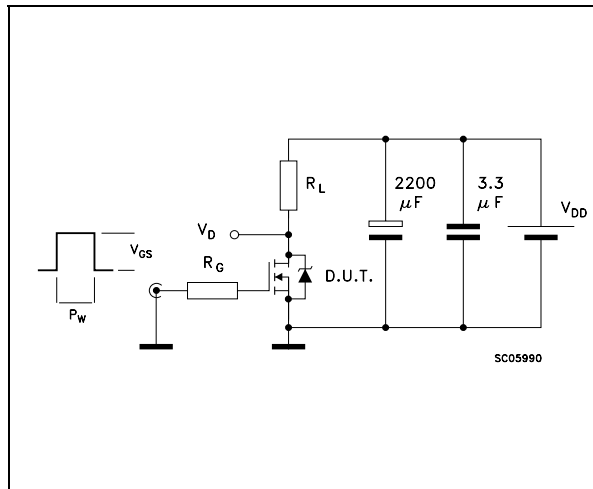 R_L
2200
μF
3.3
μF
V_DD
V_D
V_GS
R_G
D.U.T.
P_W
SC05990